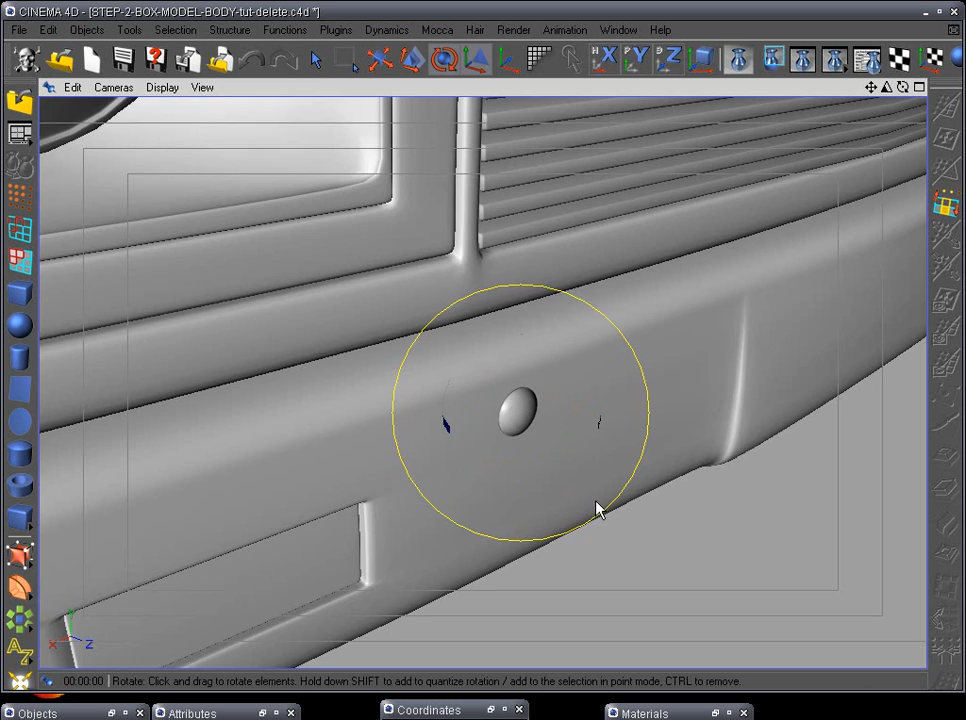 CINEMA 4D - [STEP-2-BOX-MODEL-BODY-tut-delete.c4d *]
File Edit Objects Tools Selection Structure Functions Plugins Dynamics Mocca Hair Render Animation Window Help
X Y Z
Edit Cameras Display View
Y
X Z
00:00:00 Rotate: Click and drag to rotate elements. Hold down SHIFT to add to quantize rotation / add to the selection in point mode, CTRL to remove.
Objects Attributes Coordinates Materials